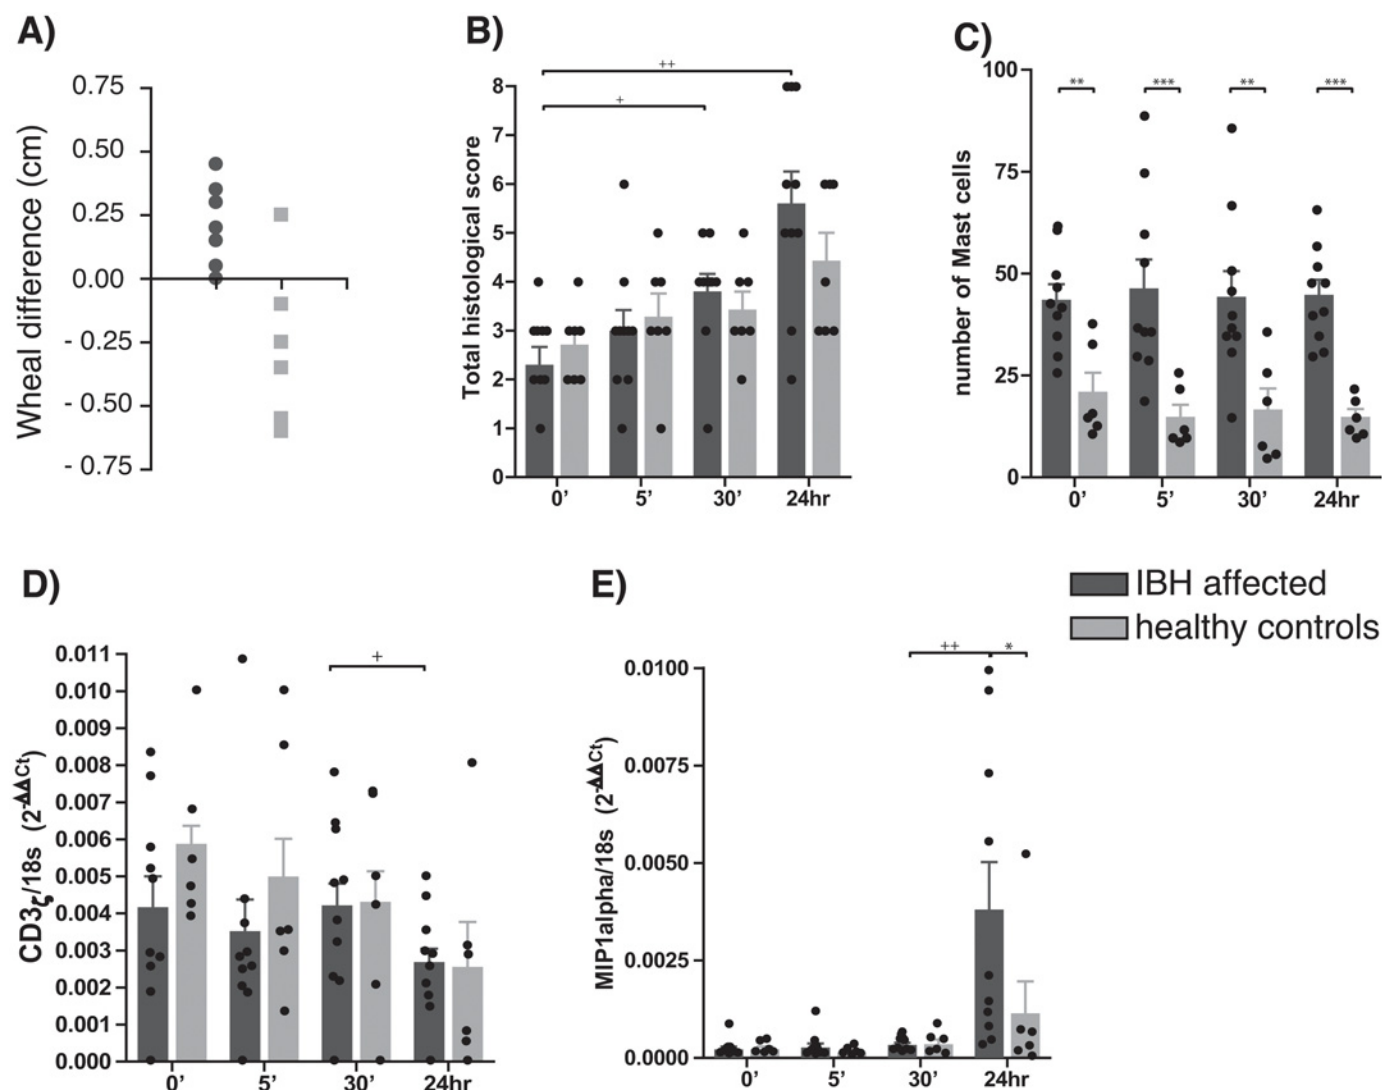 A)
Wheal difference (cm)
0.75
0.50
0.25
0.00
- 0.25
- 0.50
- 0.75
B)
Total histological score
8
7
6
5
4
3
2
1
0
++
+
0’ 5’ 30’ 24hr
C)
number of Mast cells
100
75
50
25
0
** *** ** ***
0’ 5’ 30’ 24hr
IBH affected
healthy controls
D)
CD3ζ/18s (2-ΔΔCt)
0.011
0.010
0.009
0.008
0.007
0.006
0.005
0.004
0.003
0.002
0.001
0.000
+
0’ 5’ 30’ 24hr
E)
MIP1alpha/18s (2-ΔΔCt)
0.0100
0.0075
0.0050
0.0025
0.0000
++ *
0’ 5’ 30’ 24hr